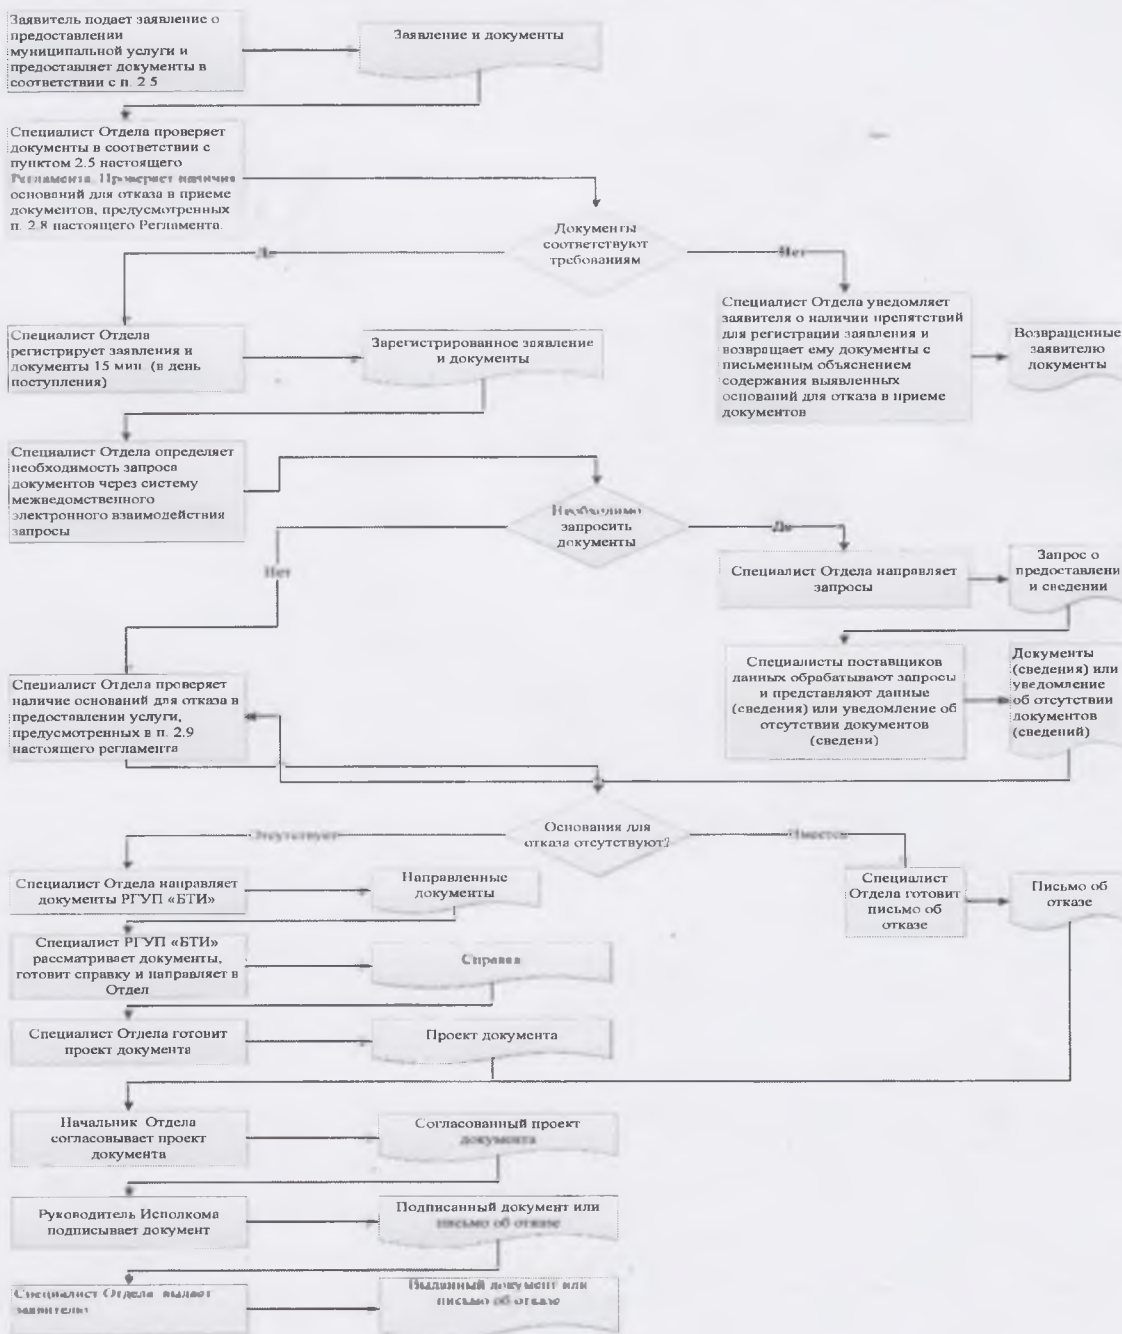 Заявитель подает заявление о
предоставлении
муниципальной услуги и
предоставляет документы в
соответствии с п. 2 5
Заявление и документы
Специалист Отдела проверяет
документы в соответствии с
пунктом 2.5 настоящего
Регламента. Проверяет наличия
оснований для отказа в приеме
документов, предусмотренных
п. 2.8 настоящего Регламента.
Документы
соответствуют
требованиям
Да
Нет
Специалист Отдела
регистрирует заявления и
документы 15 мин. (в день
поступления)
Зарегистрированное заявление
и документы
Специалист Отдела уведомляет
заявителя о наличии препятствий
для регистрации заявления и
возвращает ему документы с
письменным объяснением
содержания выявленных
оснований для отказа в приеме
документов
Возвращенные
заявителю
документы
Специалист Отдела определяет
необходимость запроса
документов через систему
межведомственного
электронного взаимодействия
запросы
Необходимо
запросить
документы
Да
Нет
Специалист Отдела направляет
запросы
Запрос о
предоставлени
и сведении
Специалисты поставщиков
данных обрабатывают запросы
и представляют данные
(сведения) или уведомление об
отсутствии документов
(сведени)
Документы
(сведения) или
уведомление
об отсутствии
документов
(сведений)
Специалист Отдела проверяет
наличие оснований для отказа в
предоставлении услуги,
предусмотренных в п. 2.9
настоящего регламента
Основания для
отказа отсутствуют?
Отсутствуют
Имеется
Специалист Отдела направляет
документы РГУП «БТИ»
Направленные
документы
Специалист
Отдела готовит
письмо об
отказе
Письмо об
отказе
Специалист РГУП «БТИ»
рассматривает документы,
готовит справку и направляет в
Отдел
Справка
Специалист Отдела готовит
проект документа
Проект документа
Начальник Отдела
согласовывает проект
документа
Согласованный проект
документа
Руководитель Исполкома
подписывает документ
Подписанный документ или
письмо об отказе
Специалист Отдела выдает
заявителю
Выданный документ или
письмо об отказе